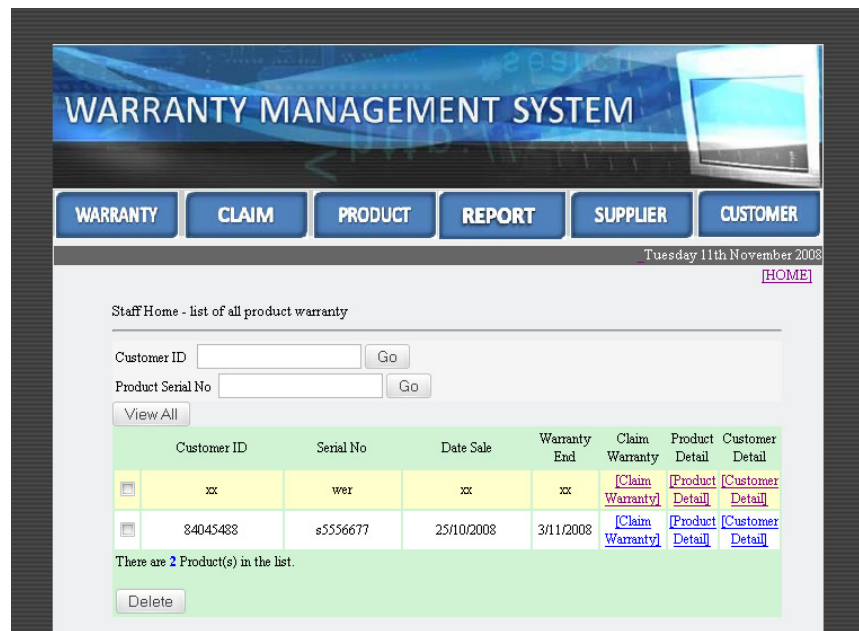 WARRANTY MANAGEMENT SYSTEM
WARRANTY CLAIM PRODUCT REPORT SUPPLIER CUSTOMER
Tuesday 11th November 2008
[HOME]
Staff Home - list of all product warranty
Customer ID Go
Product Serial No Go
View All
Customer ID Serial No Date Sale Warranty End Claim Warranty Product Detail Customer Detail
xx wer xx xx [Claim Warranty] [Product Detail] [Customer Detail]
84045488 s5556677 25/10/2008 3/11/2008 [Claim Warranty] [Product Detail] [Customer Detail]
There are 2 Product(s) in the list.
Delete